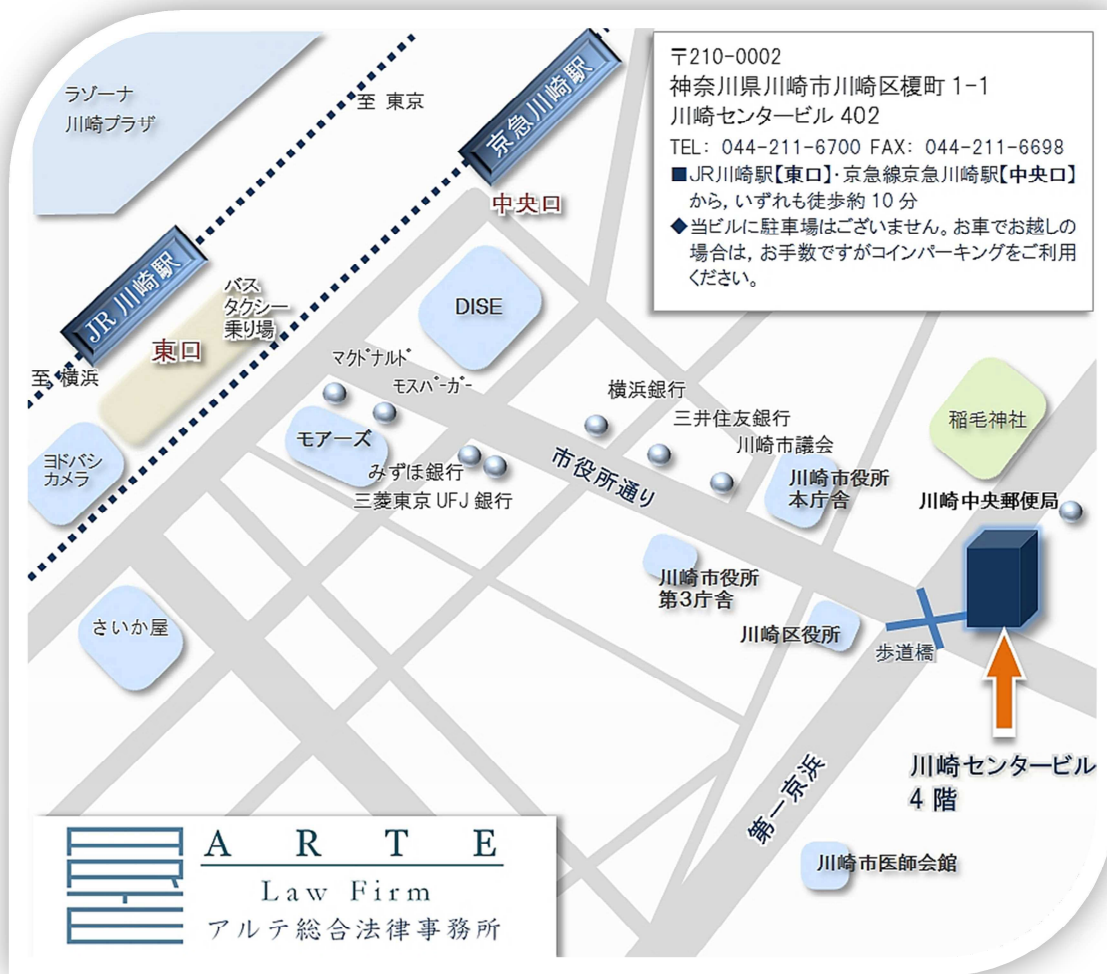 〒210-0002
神奈川県川崎市川崎区榎町 1-1
川崎センタービル 402
TEL: 044-211-6700 FAX: 044-211-6698
■JR川崎駅【東口】・京急線京急川崎駅【中央口】
から, いずれも徒歩約 10 分
◆当ビルに駐車場はございません。お車でお越しの
場合は, お手数ですがコインパーキングをご利用
ください。
ラゾーナ
川崎プラザ
至 東京
京急川崎駅
中央口
JR 川崎駅
バス
タクシー
乗り場
東口
至 横浜
DISE
マクドナルド
モスバーガー
モアーズ
みずほ銀行
三菱東京 UFJ 銀行
横浜銀行
三井住友銀行
川崎市議会
市役所通り
川崎市役所
本庁舎
稲毛神社
川崎中央郵便局
ヨドバシ
カメラ
川崎市役所
第3庁舎
川崎区役所
歩道橋
さいか屋
川崎センタービル
4 階
第一京浜
川崎市医師会館
ARTE
Law Firm
アルテ総合法律事務所